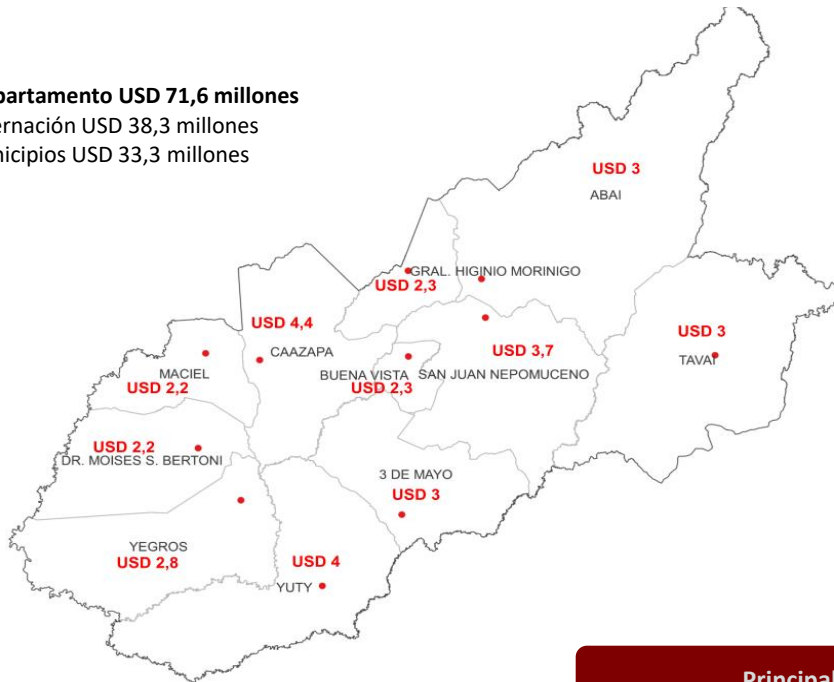 partamento USD 71,6 millones
ernación USD 38,3 millones
nicipios USD 33,3 millones
USD 3
ABAI
GRAL. HIGINIO MORINIGO
USD 2,3
USD 4,4
CAAZAPA
USD 3,7
SAN JUAN NEPOMUCENO
USD 3
TAVAI
MACIEL
USD 2,2
BUENA VISTA
USD 2,3
USD 2,2
DR. MOISES S. BERTONI
3 DE MAYO
USD 3
YEGROS
USD 2,8
USD 4
YUTY
Principal